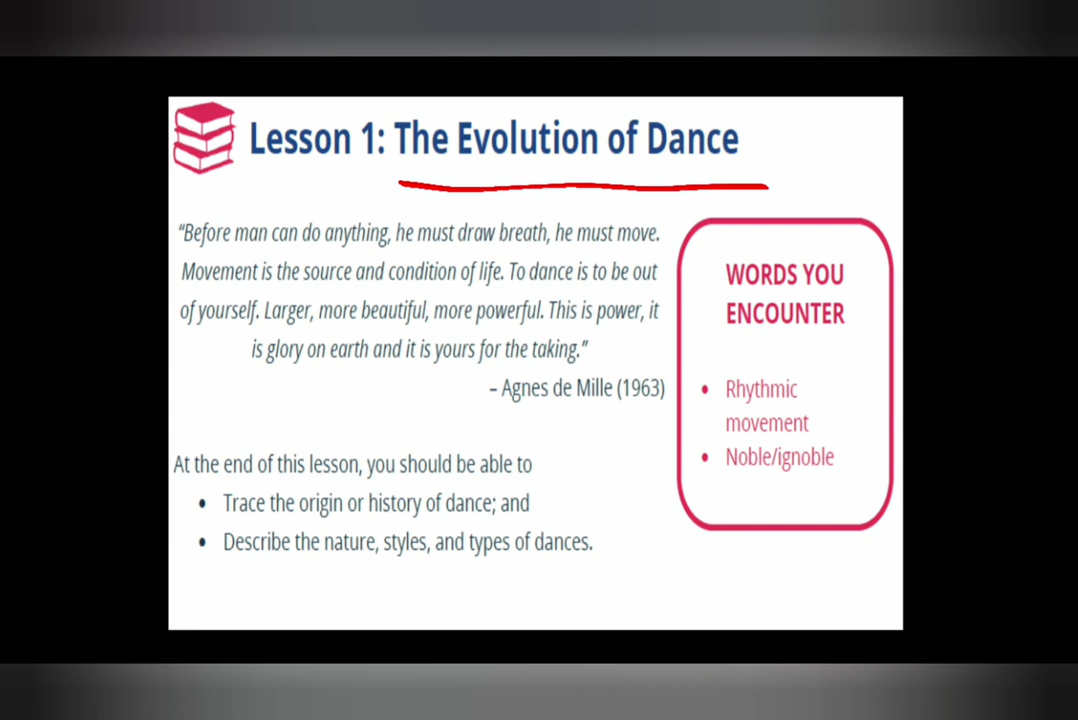 Lesson 1: The Evolution of Dance
“Before man can do anything, he must draw breath, he must move.
Movement is the source and condition of life. To dance is to be out
of yourself. Larger, more beautiful, more powerful. This is power, it
is glory on earth and it is yours for the taking.”
– Agnes de Mille (1963)
At the end of this lesson, you should be able to
• Trace the origin or history of dance; and
• Describe the nature, styles, and types of dances.
WORDS YOU
ENCOUNTER
• Rhythmic
movement
• Noble/ignoble